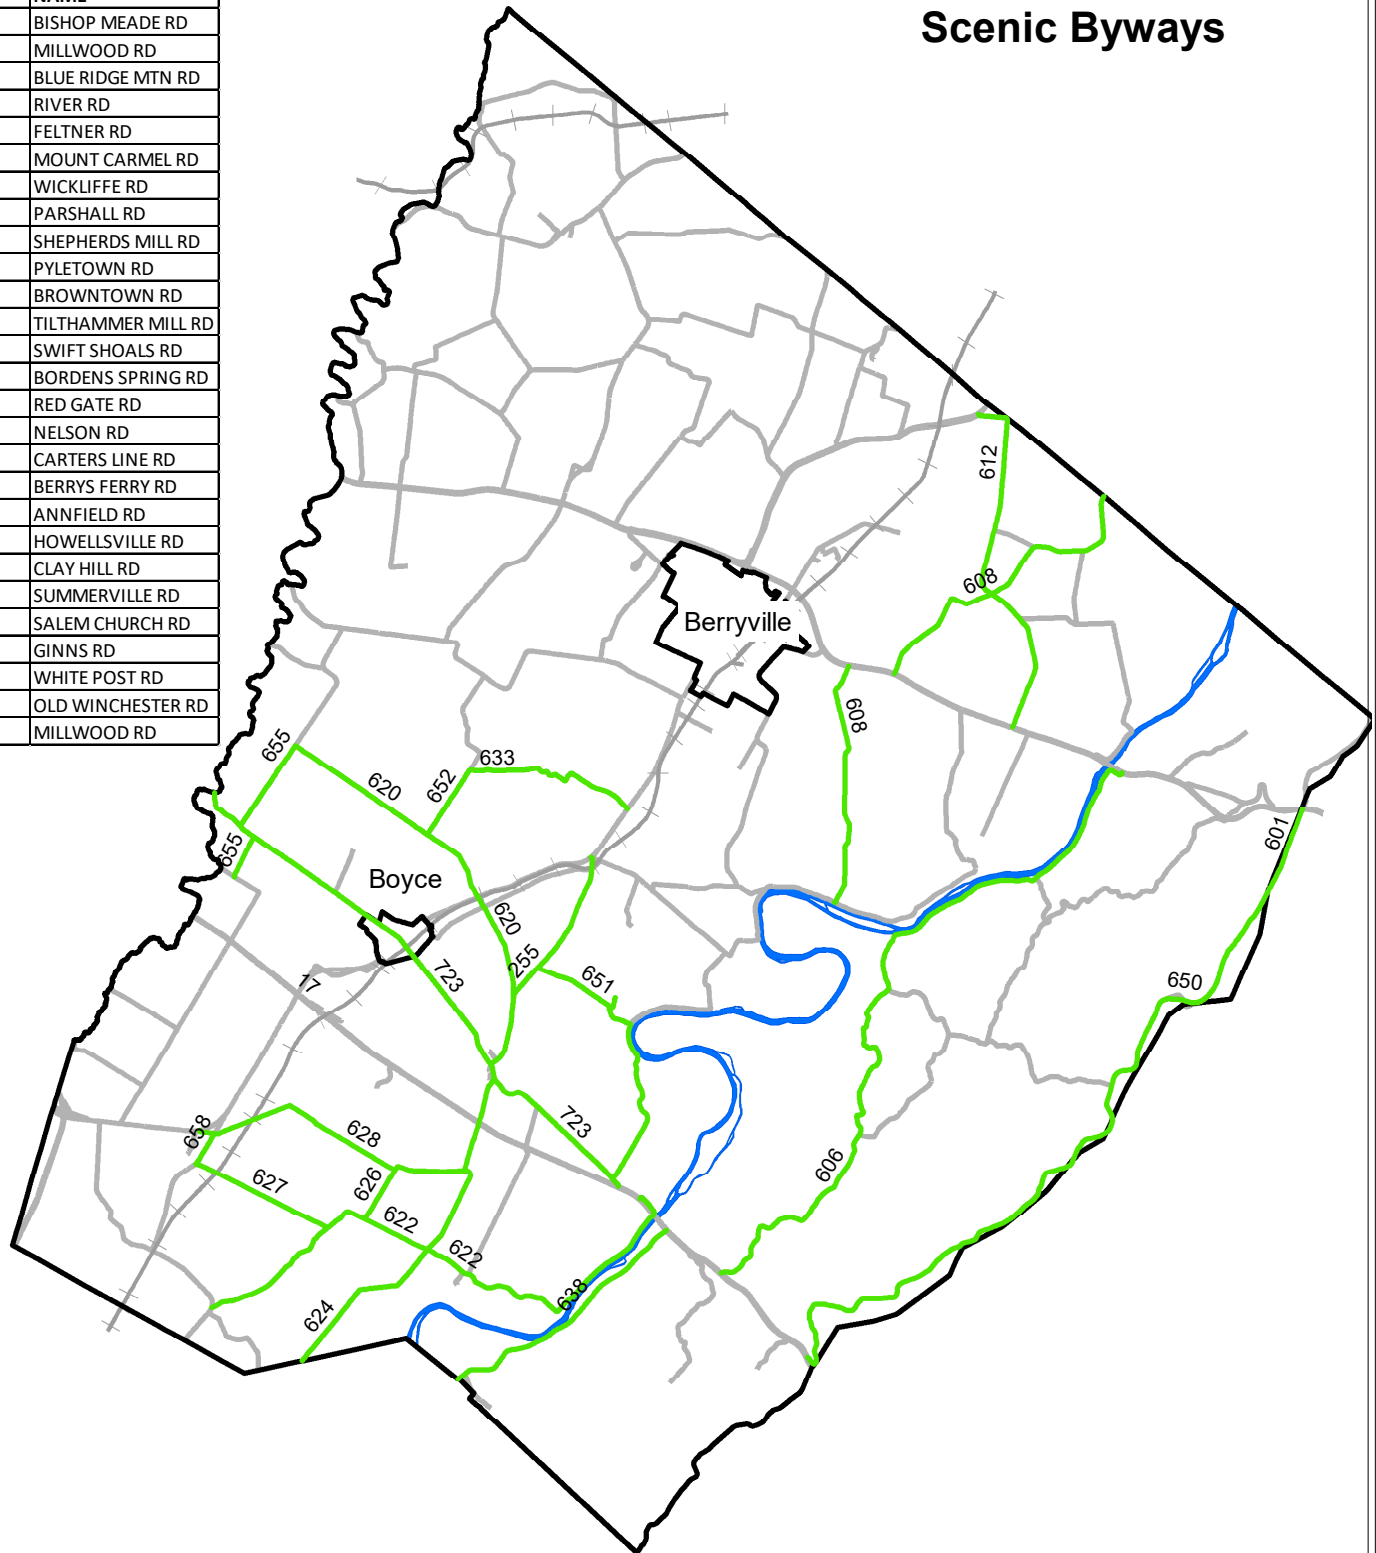 Scenic Byways
NAME
BISHOP MEADE RD
MILLWOOD RD
BLUE RIDGE MTN RD
RIVER RD
FELTNER RD
MOUNT CARMEL RD
WICKLIFFE RD
PARSHALL RD
SHEPHERDS MILL RD
PYLETOWN RD
BROWNTOWN RD
TILTHAMMER MILL RD
SWIFT SHOALS RD
BORDENS SPRING RD
RED GATE RD
NELSON RD
CARTERS LINE RD
BERRYS FERRY RD
ANNFIELD RD
HOWELLSVILLE RD
CLAY HILL RD
SUMMERVILLE RD
SALEM CHURCH RD
GINNS RD
WHITE POST RD
OLD WINCHESTER RD
MILLWOOD RD
612
608
Berryville
608
655
633
620
652
601
655
Boyce
620
255
723
651
17
650
723
658
628
606
626
627
622
622
638
624